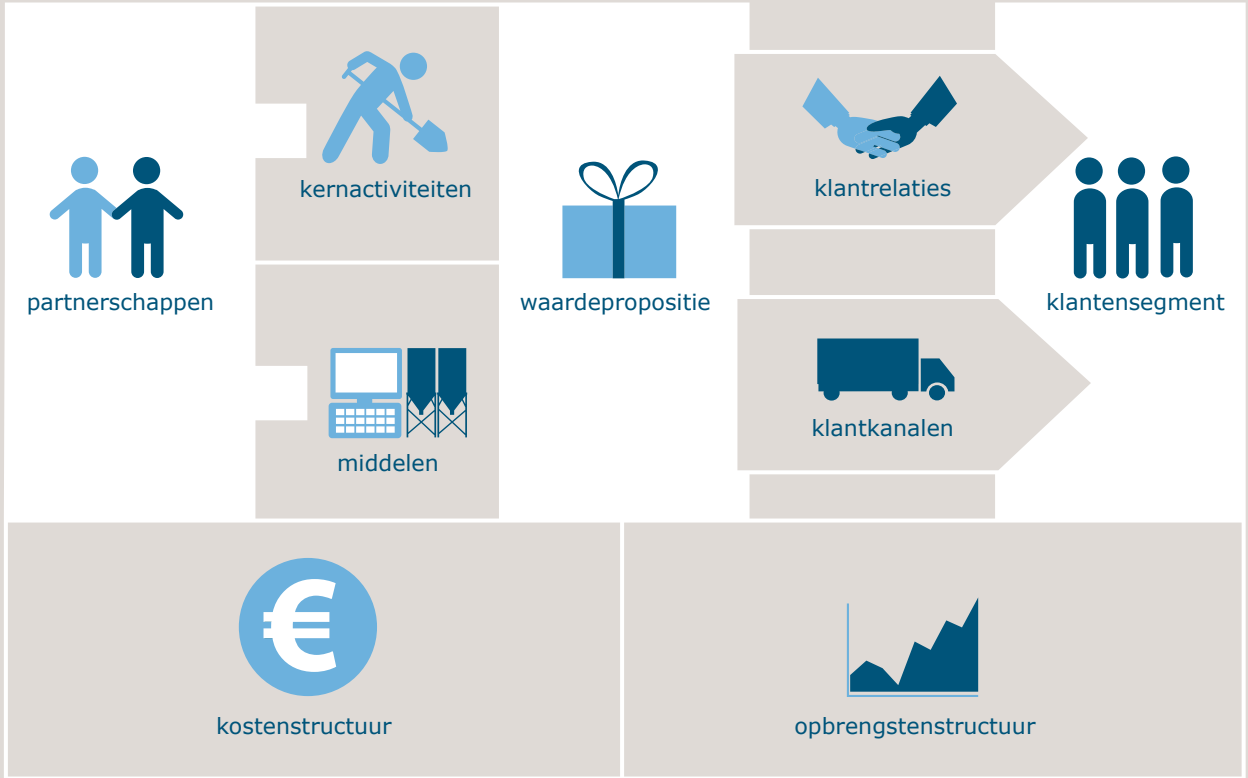 kernactiviteiten
klantrelaties
partnerschappen
waardepropositie
klantensegment
klantkanalen
middelen
€
kostenstructuur
opbrengstenstructuur